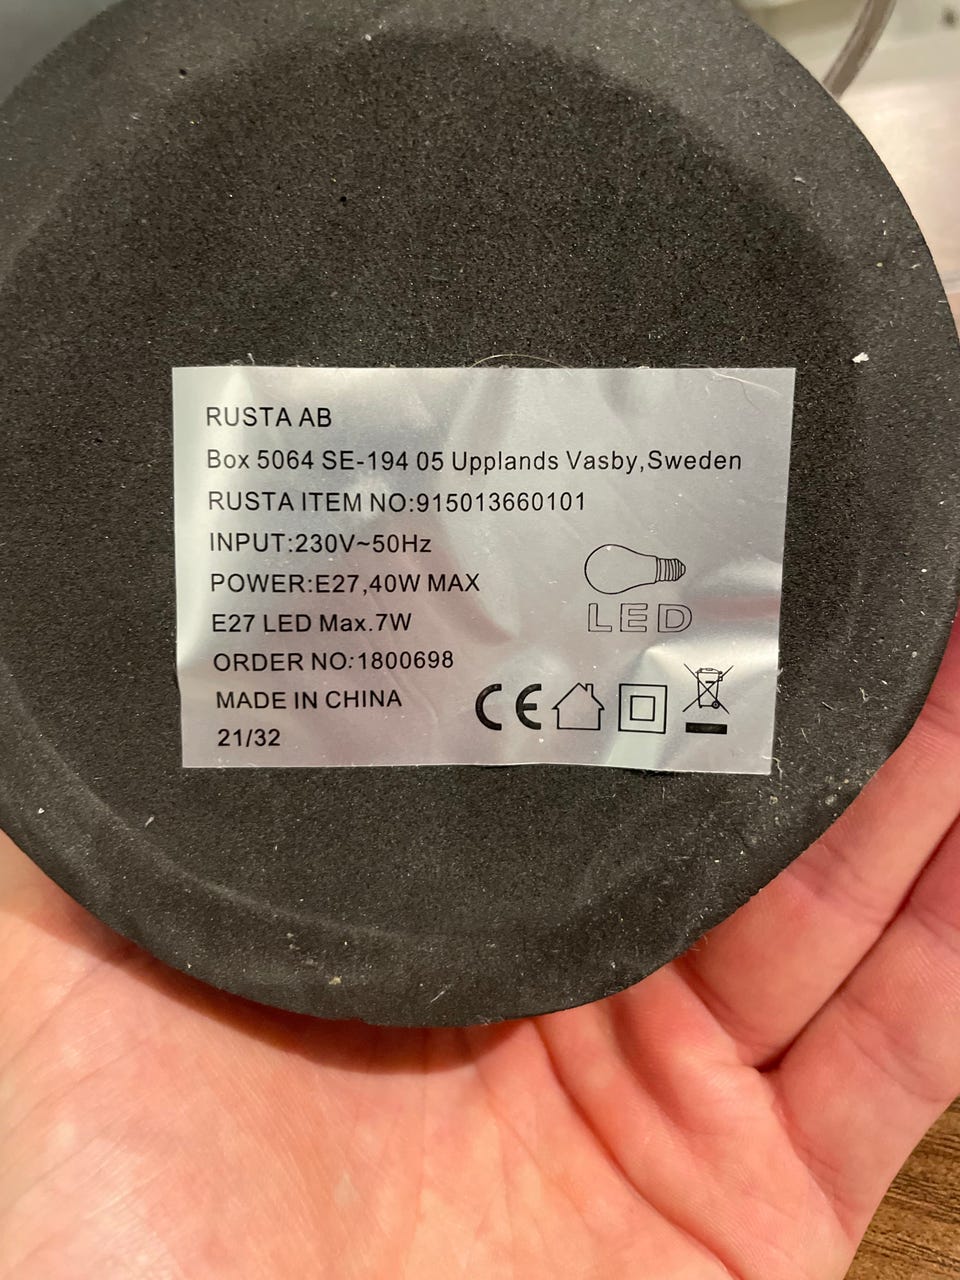 RUSTA AB
Box 5064 SE-194 05 Upplands Vasby,Sweden
RUSTA ITEM NO:915013660101
INPUT:230V~50Hz
POWER:E27,40W MAX
E27 LED Max.7W
LED
ORDER NO:1800698
MADE IN CHINA
CE
21/32